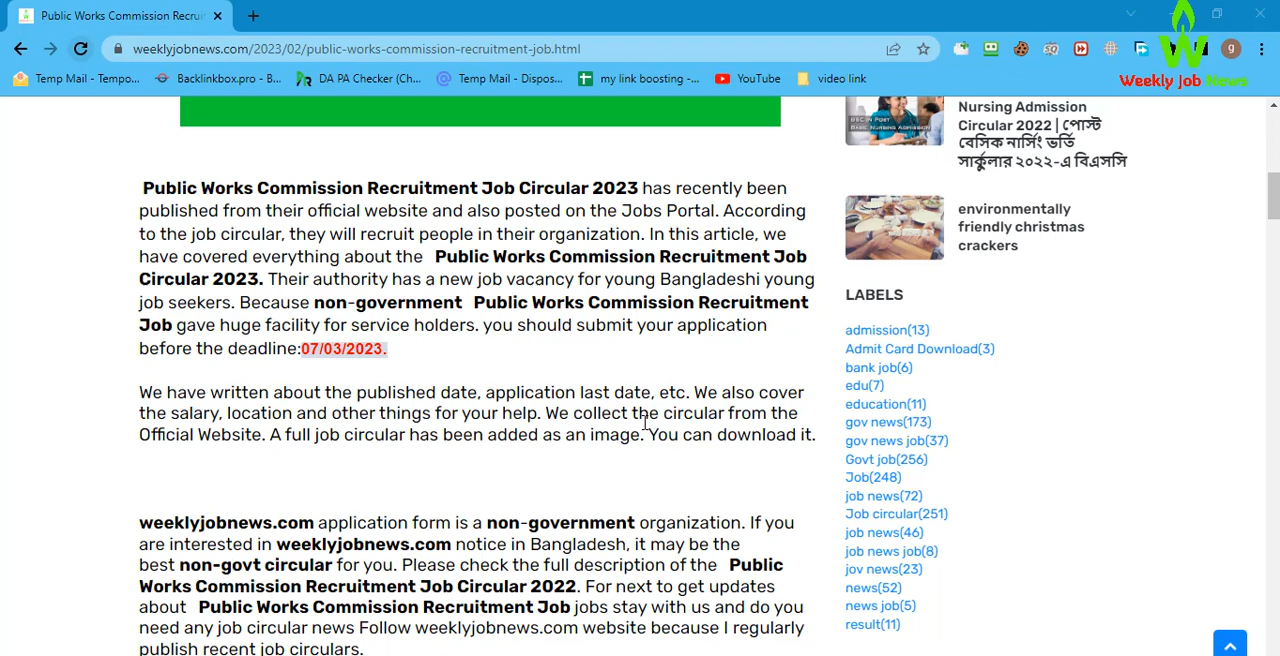 Public Works Commission Recrui
weeklyjobnews.com/2023/02/public-works-commission-recruitment-job.html
g
Temp Mail - Tempo...
Backlinkbox.pro - B...
DA PA Checker (Ch...
Temp Mail - Dispos...
my link boosting -...
YouTube
video link
Weekly Job News
Public Works Commission Recruitment Job Circular 2023 has recently been
published from their official website and also posted on the Jobs Portal. According
to the job circular, they will recruit people in their organization. In this article, we
have covered everything about the Public Works Commission Recruitment Job
Circular 2023. Their authority has a new job vacancy for young Bangladeshi young
job seekers. Because non-government Public Works Commission Recruitment
Job gave huge facility for service holders. you should submit your application
before the deadline:07/03/2023.
We have written about the published date, application last date, etc. We also cover
the salary, location and other things for your help. We collect the circular from the
Official Website. A full job circular has been added as an image. You can download it.
weeklyjobnews.com application form is a non-government organization. If you
are interested in weeklyjobnews.com notice in Bangladesh, it may be the
best non-govt circular for you. Please check the full description of the Public
Works Commission Recruitment Job Circular 2022. For next to get updates
about Public Works Commission Recruitment Job jobs stay with us and do you
need any job circular news Follow weeklyjobnews.com website because I regularly
publish recent job circulars.
BASIC NURSING ADMISSION
Nursing Admission
Circular 2022 | পোস্ট
বেসিক নার্সিং ভর্তি
সার্কুলার ২০২২-এ বিএসসি
environmentally
friendly christmas
crackers
LABELS
admission(13)
Admit Card Download(3)
bank job(6)
edu(7)
education(11)
gov news(173)
gov news job(37)
Govt job(256)
Job(248)
job news(72)
Job circular(251)
job news(46)
job news job(8)
jov news(23)
news(52)
news job(5)
result(11)